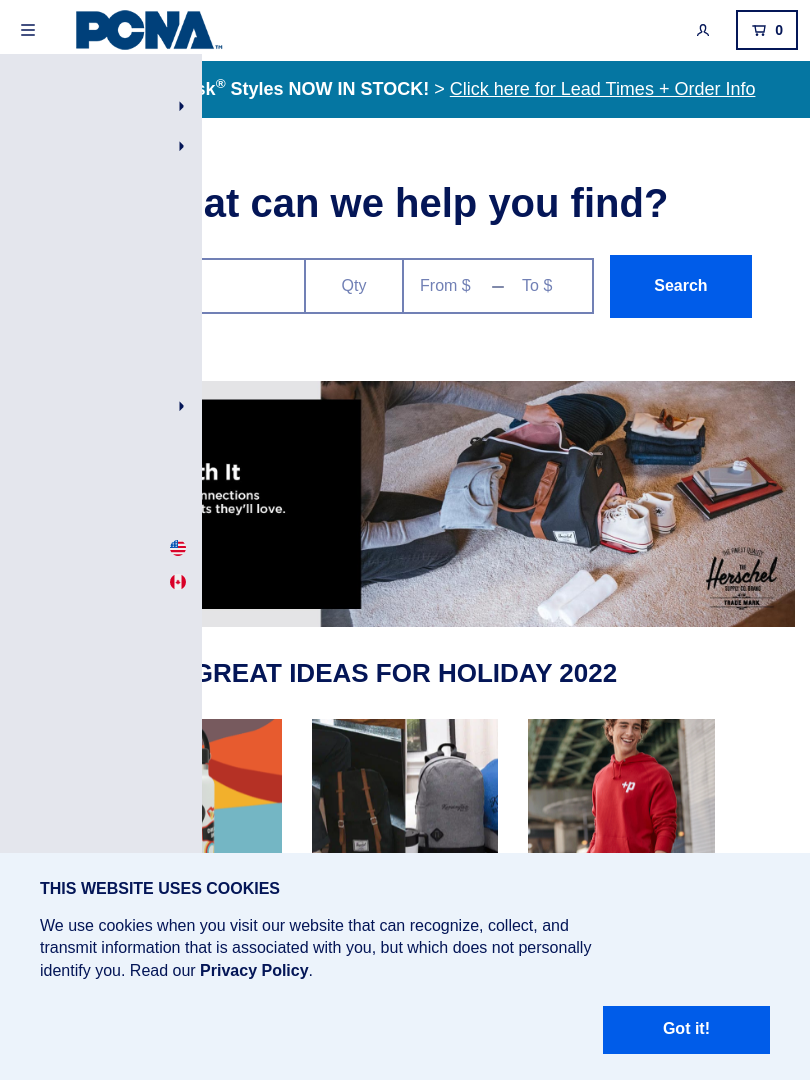 PCNA™
0
sk® Styles NOW IN STOCK! > Click here for Lead Times + Order Info
at can we help you find?
Qty
From $ — To $
Search
th It
nnections
ts they'll love.
THE FINEST QUALITY
THE
Herschel
SUPPLY CO. BRAND
TRADE MARK
GREAT IDEAS FOR HOLIDAY 2022
+P
THIS WEBSITE USES COOKIES
We use cookies when you visit our website that can recognize, collect, and
transmit information that is associated with you, but which does not personally
identify you. Read our Privacy Policy.
Got it!